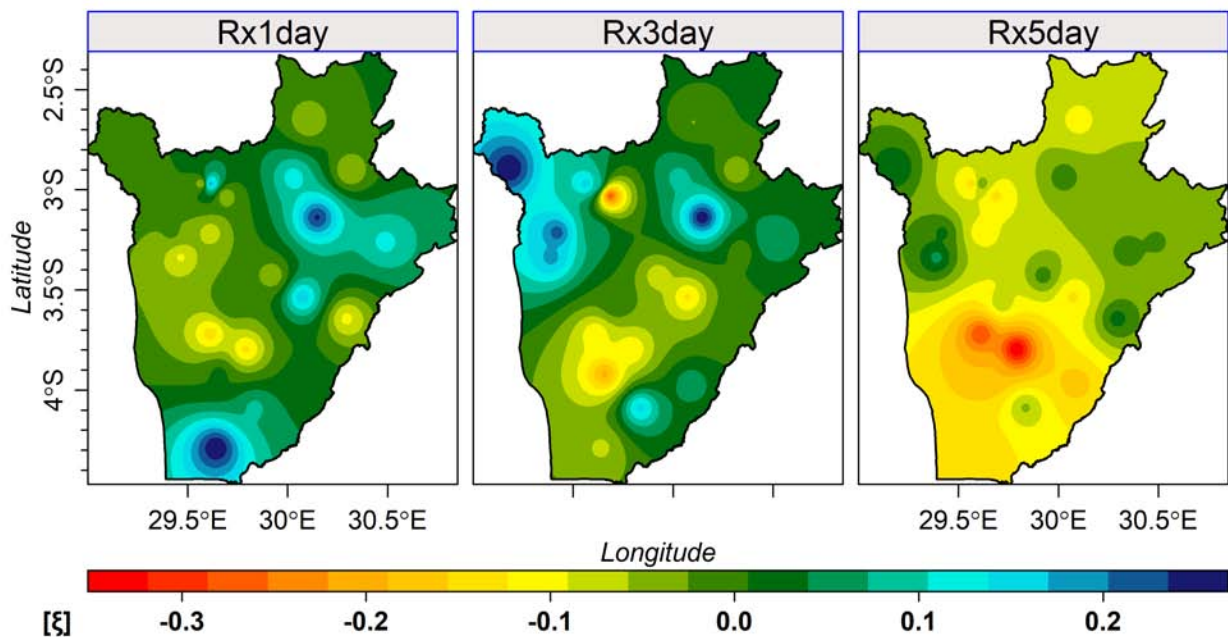 Rx1day Rx3day Rx5day
2.5°S
3°S
3.5°S
4°S
Latitude
29.5°E 30°E 30.5°E 29.5°E 30°E 30.5°E
Longitude
[ξ] -0.3 -0.2 -0.1 0.0 0.1 0.2